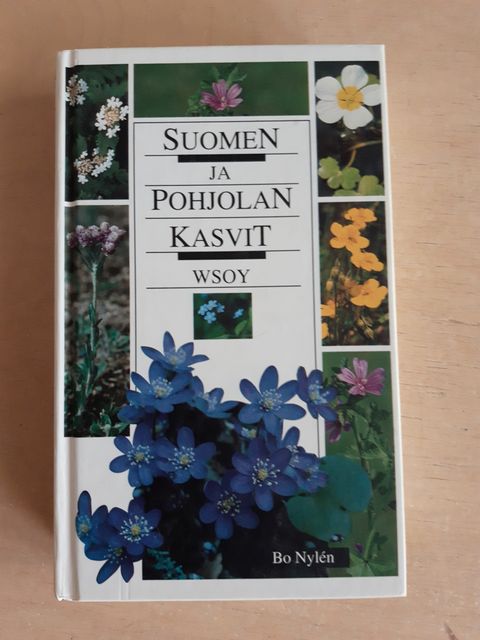 SUOMEN
JA
POHJOLAN
KASVIT
WSOY
Bo Nylén